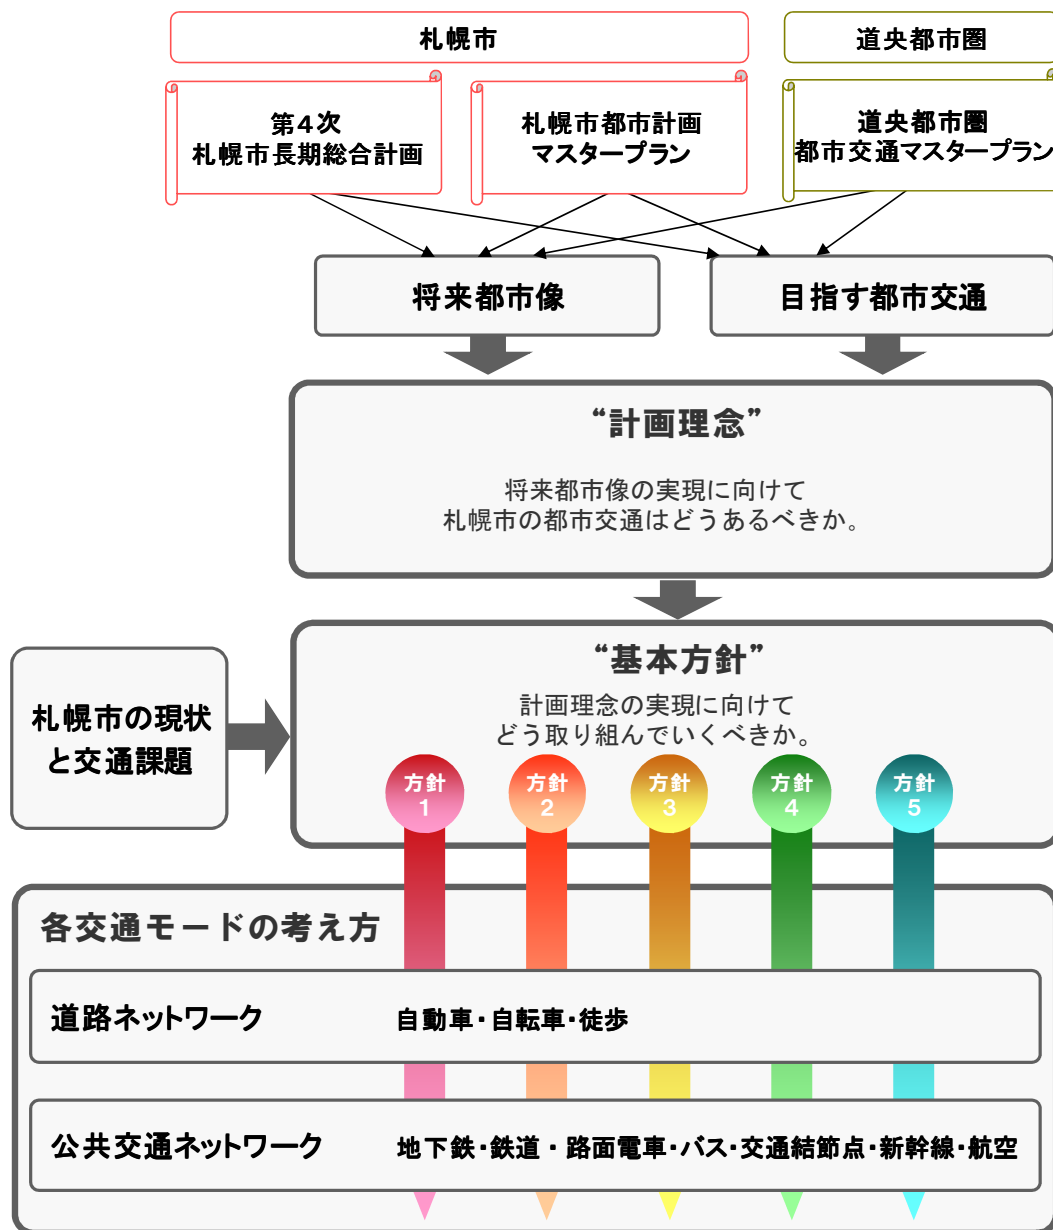 札幌市
道央都市圏
第4次
札幌市長期総合計画
札幌市都市計画
マスタープラン
道央都市圏
都市交通マスタープラン
将来都市像
目指す都市交通
“計画理念”
将来都市像の実現に向けて
札幌市の都市交通はどうあるべきか。
“基本方針”
計画理念の実現に向けて
どう取り組んでいくべきか。
札幌市の現状
と交通課題
方針
1
方針
2
方針
3
方針
4
方針
5
各交通モードの考え方
道路ネットワーク
自動車・自転車・徒歩
公共交通ネットワーク
地下鉄・鉄道・路面電車・バス・交通結節点・新幹線・航空